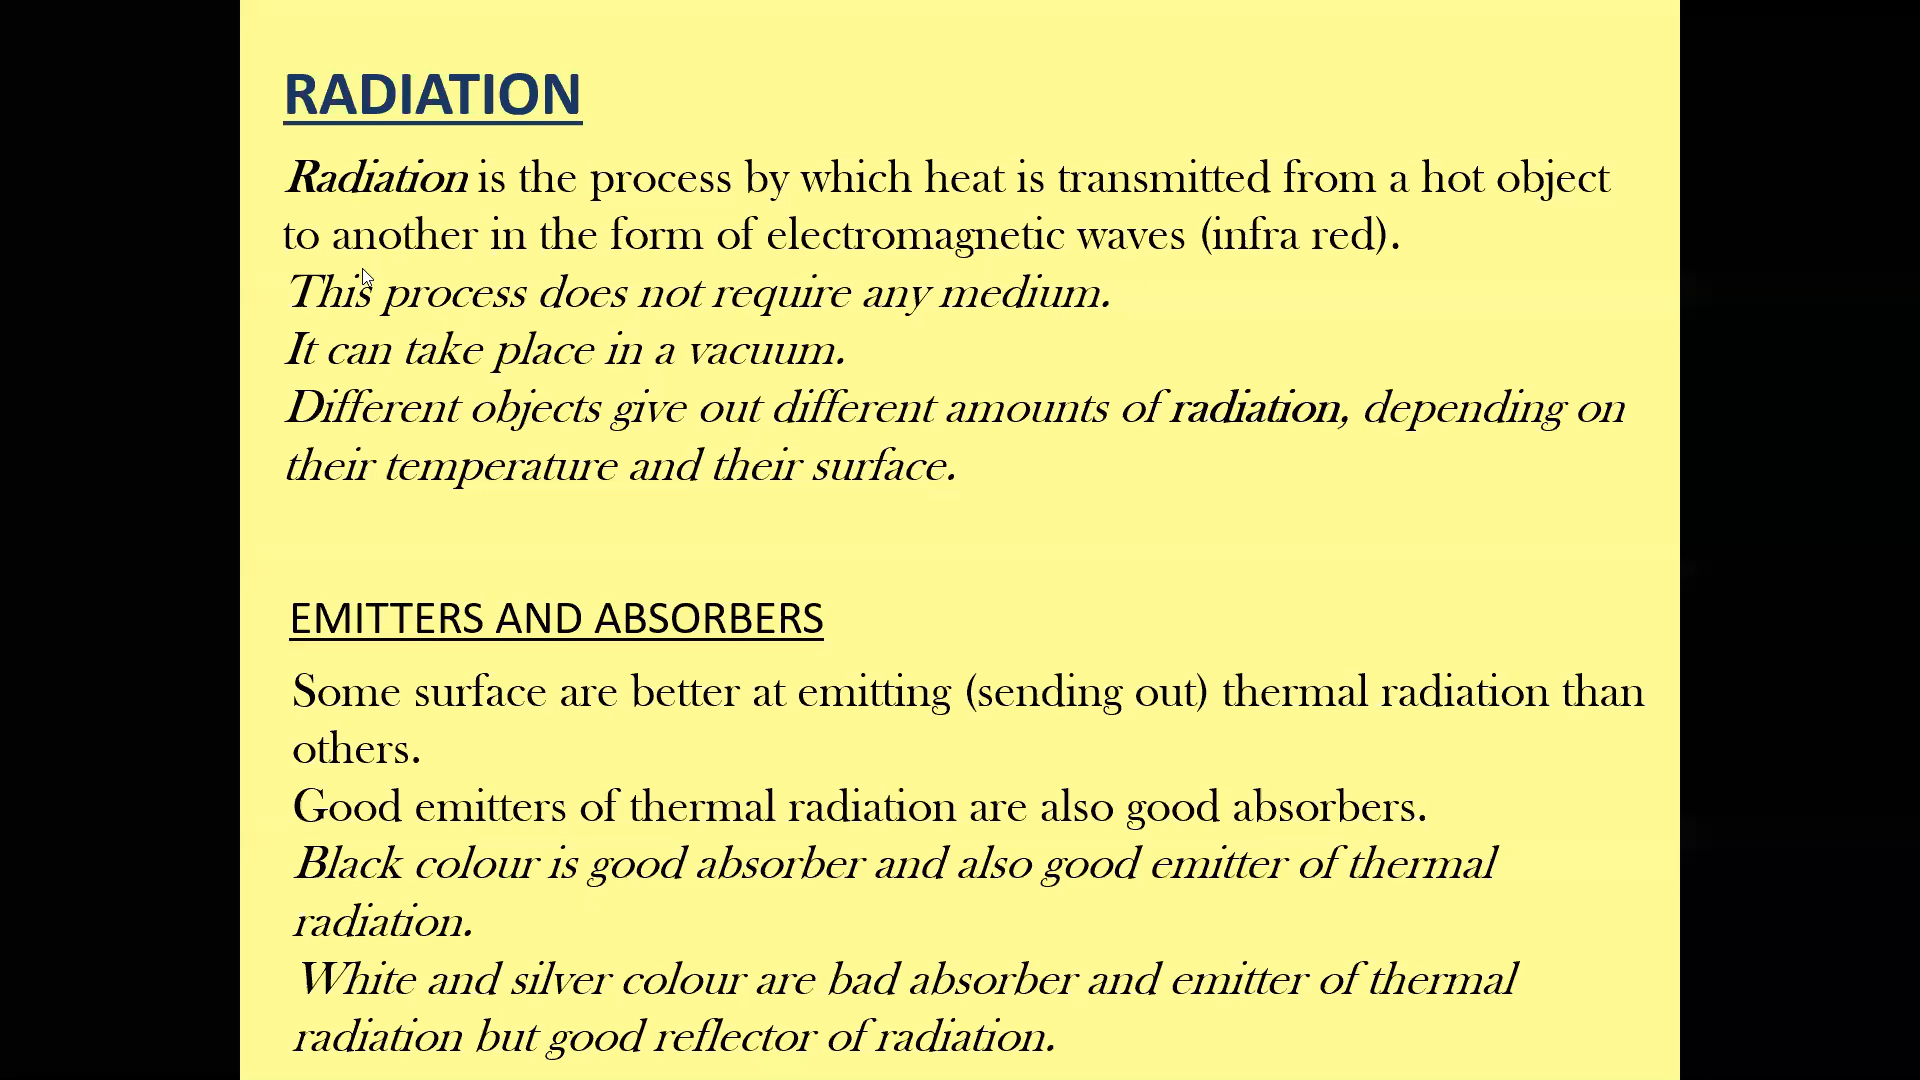 RADIATION
Radiation is the process by which heat is transmitted from a hot object
to another in the form of electromagnetic waves (infra red).
This process does not require any medium.
It can take place in a vacuum.
Different objects give out different amounts of radiation, depending on
their temperature and their surface.
EMITTERS AND ABSORBERS
Some surface are better at emitting (sending out) thermal radiation than
others.
Good emitters of thermal radiation are also good absorbers.
Black colour is good absorber and also good emitter of thermal
radiation.
White and silver colour are bad absorber and emitter of thermal
radiation but good reflector of radiation.